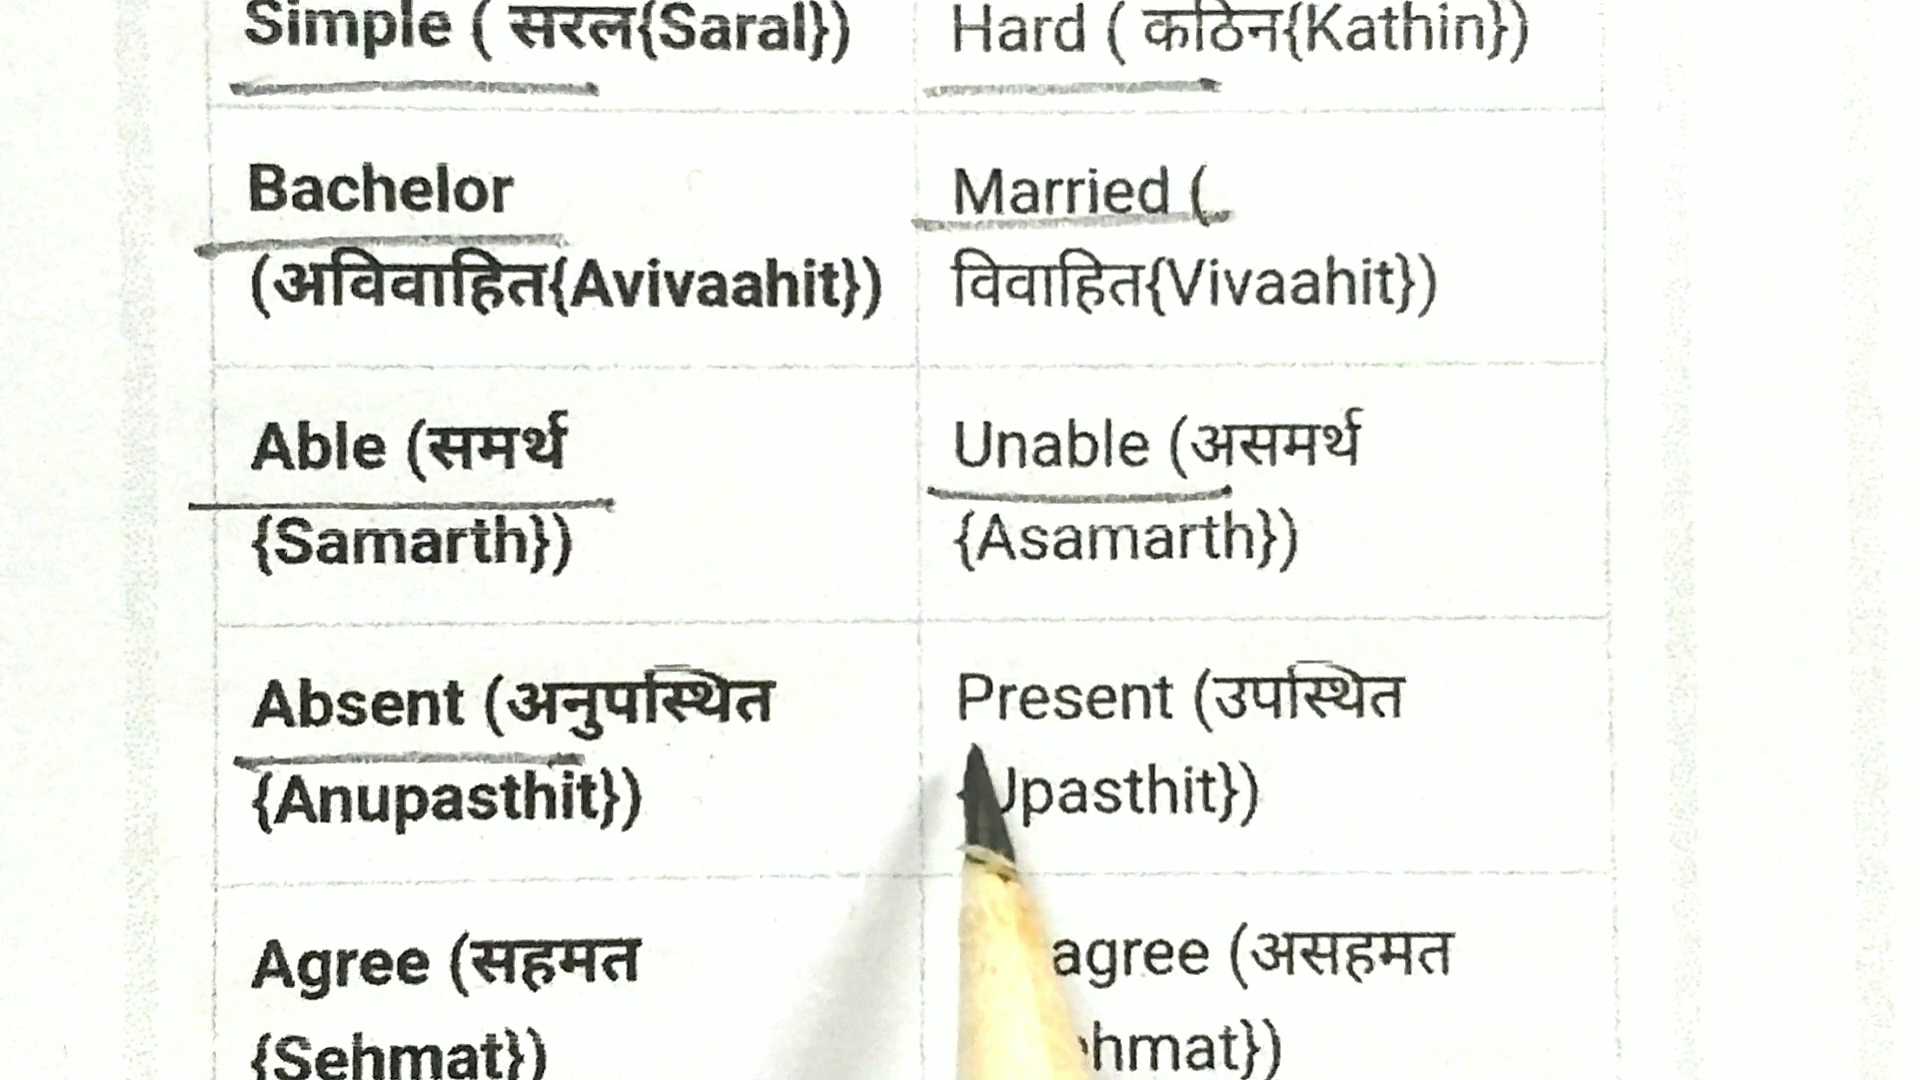 Simple ( सरल{Saral})
Hard ( कठिन{Kathin})
Bachelor
(अविवाहित{Avivaahit})
Married (
विवाहित{Vivaahit})
Able (समर्थ
{Samarth})
Unable (असमर्थ
{Asamarth})
Absent (अनुपस्थित
{Anupasthit})
Present (उपस्थित
Upasthit})
Agree (सहमत
{Sehmat})
agree (असहमत
hmat})